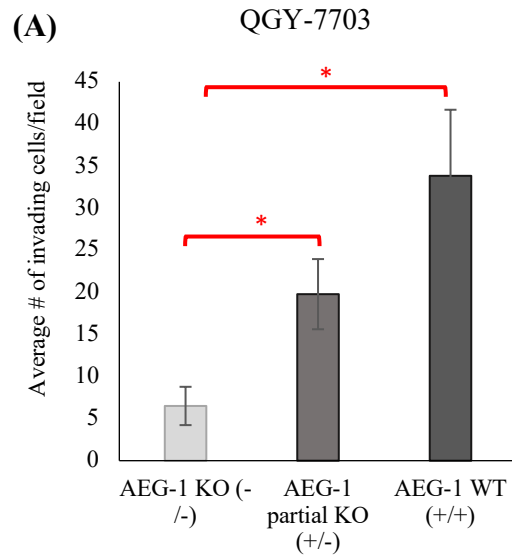 (A)
QGY-7703
Average # of invading cells/field
45
40
35
30
25
20
15
10
5
0
*
*
AEG-1 KO (-
/-)
AEG-1
partial KO
(+/-)
AEG-1 WT
(+/+)